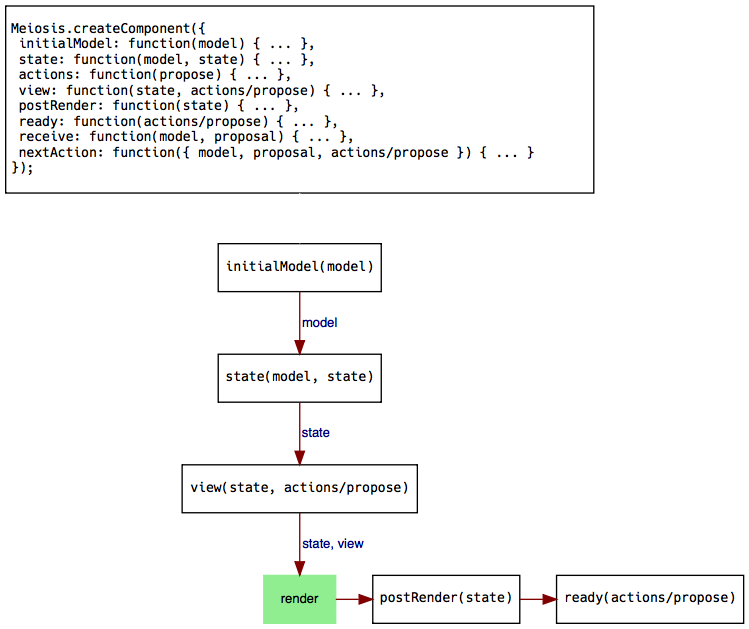 Meiosis.createComponent({
initialModel: function(model) { ... },
state: function(model, state) { ... },
actions: function(propose) { ... },
view: function(state, actions/propose) { ... },
postRender: function(state) { ... },
ready: function(actions/propose) { ... },
receive: function(model, proposal) { ... },
nextAction: function({ model, proposal, actions/propose }) { ... }
});
initialModel(model)
model
state(model, state)
state
view(state, actions/propose)
state, view
render
postRender(state)
ready(actions/propose)